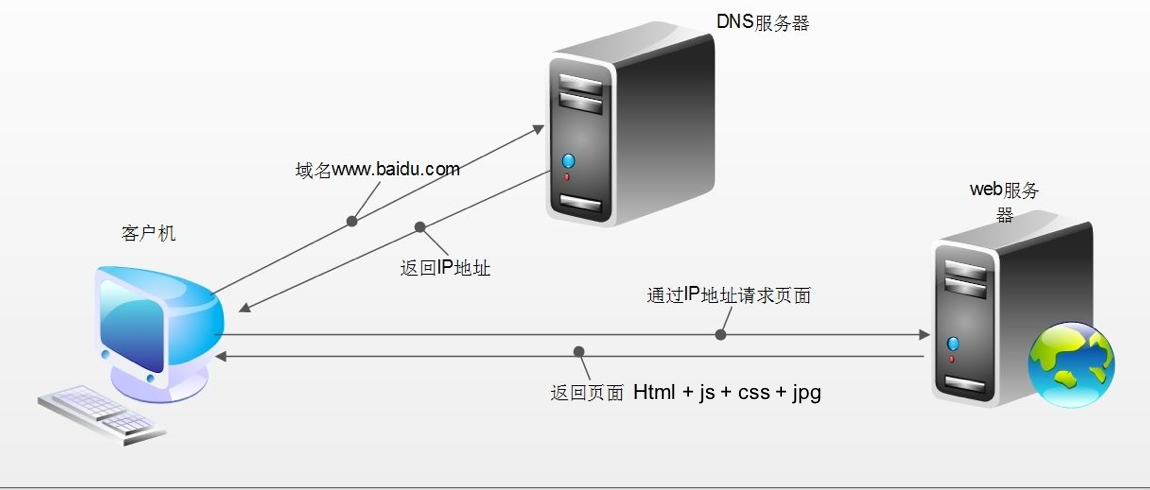 DNS服务器
域名www.baidu.com
web服务
器
客户机
返回IP地址
通过IP地址请求页面
返回页面 Html + js + css + jpg